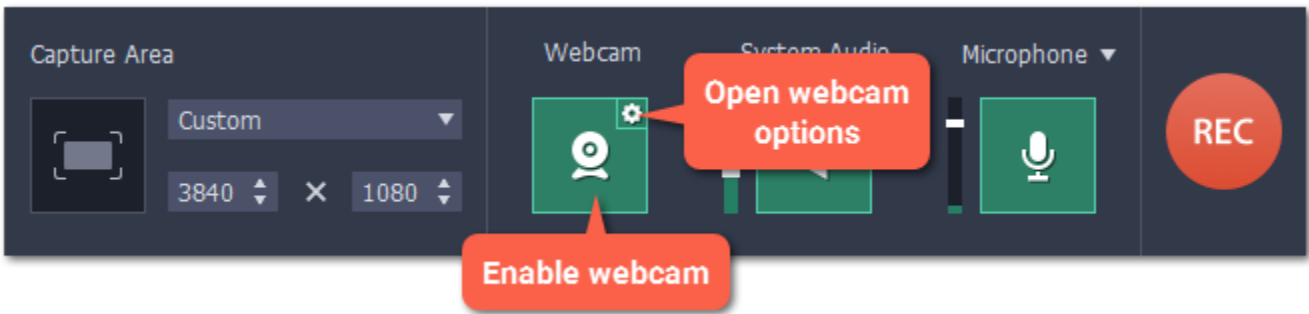 Capture Area
Webcam
System Audio
Microphone
Custom
3840 × 1080
Open webcam
options
REC
Enable webcam